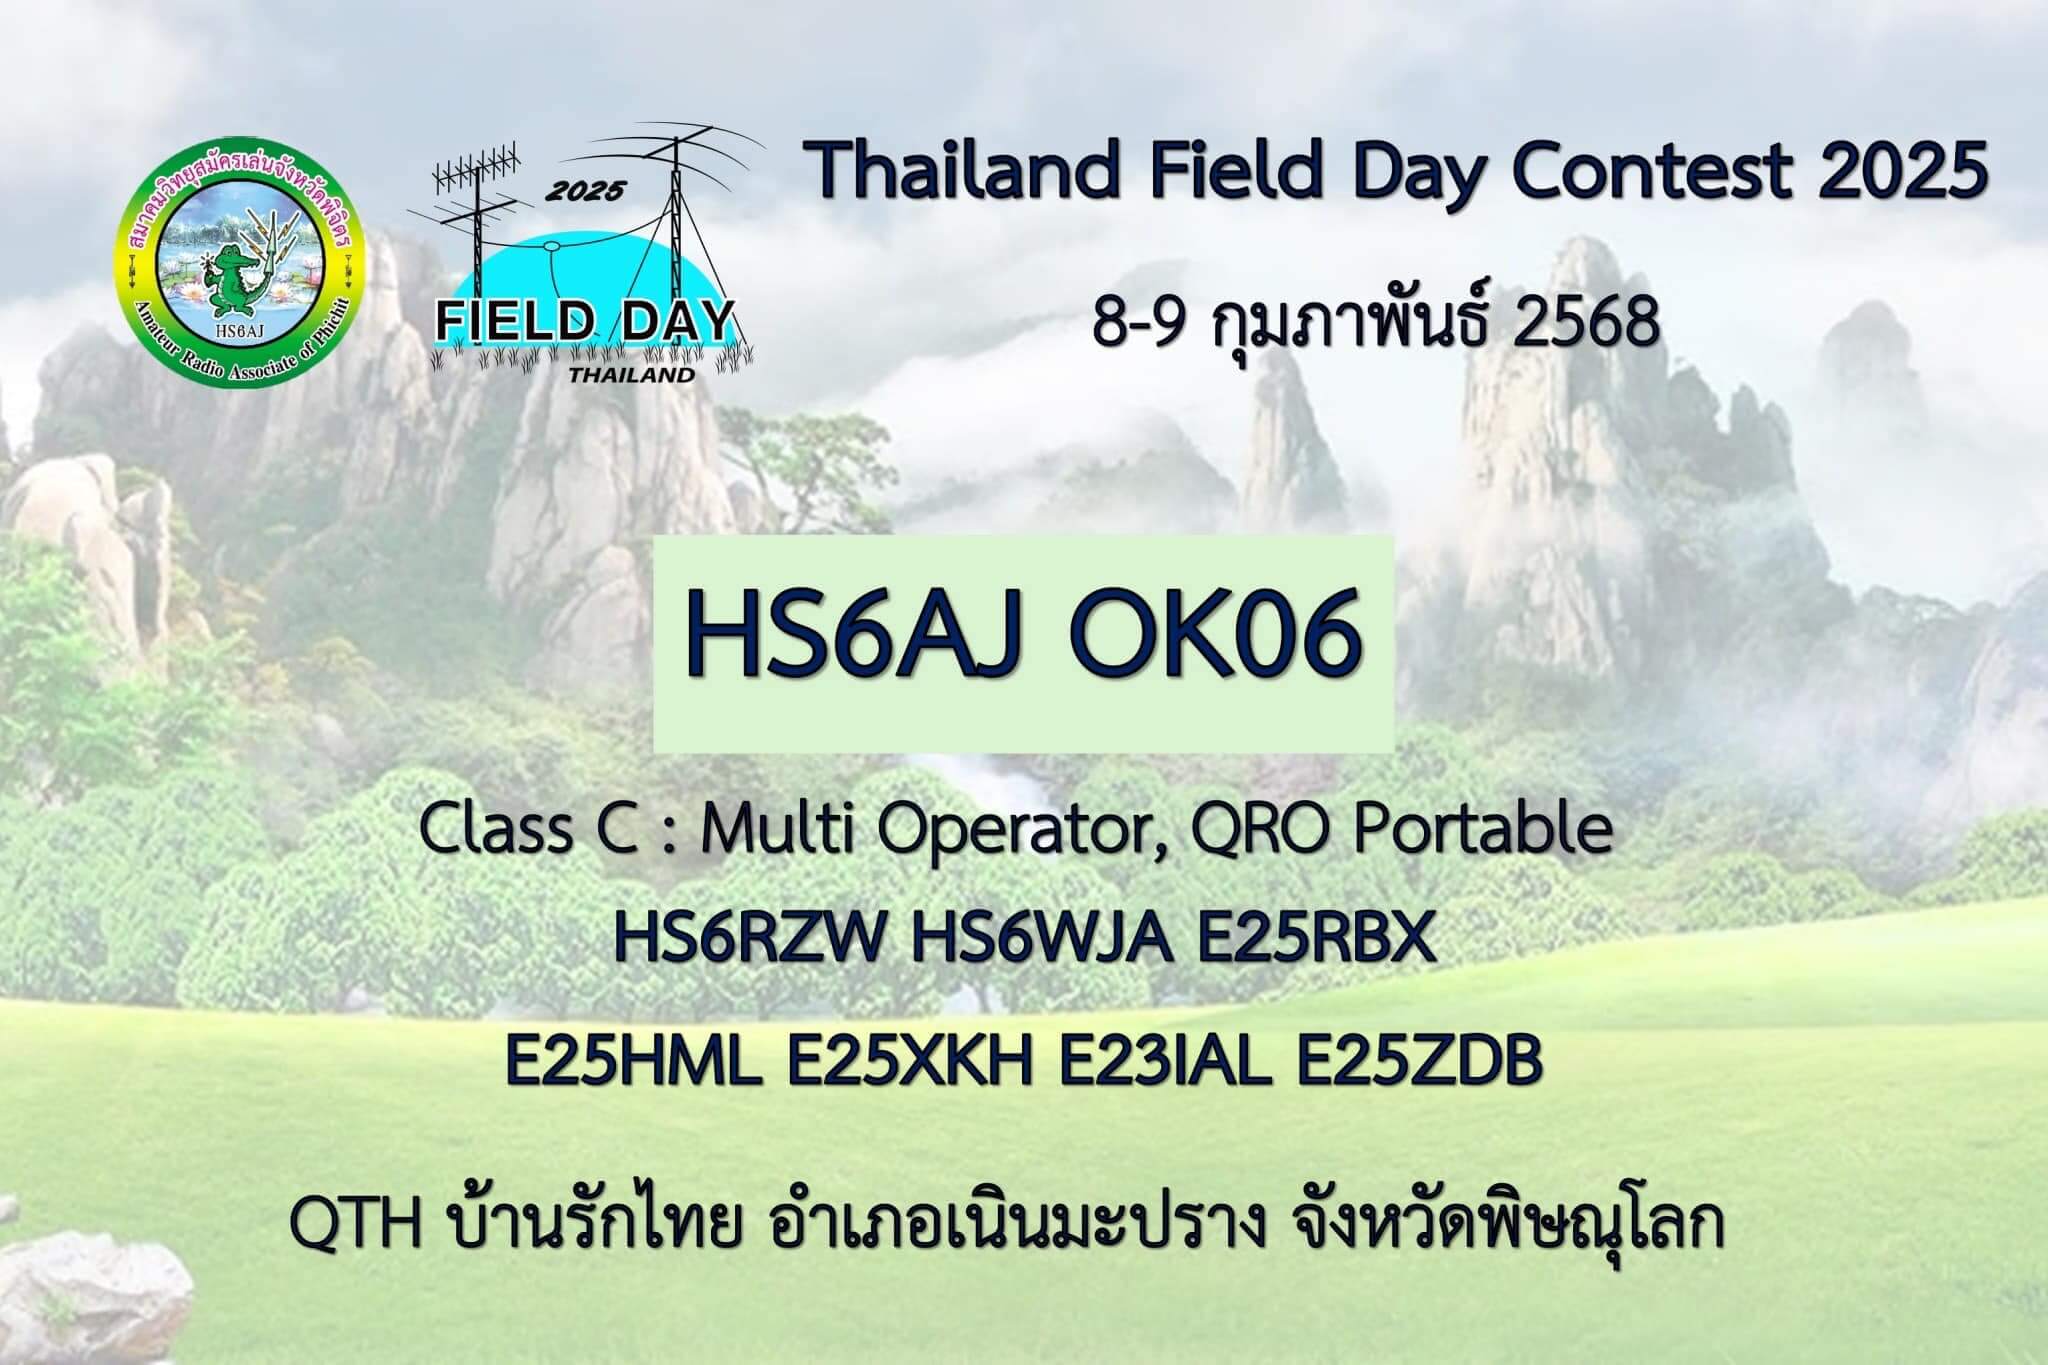 สมาคมวิทยุสมัครเล่นจังหวัดพิจิตร
HS6AJ
Amateur Radio Associate of Phichit
2025
FIELD DAY
THAILAND
Thailand Field Day Contest 2025
8-9 กุมภาพันธ์ 2568
HS6AJ OK06
Class C : Multi Operator, QRO Portable
HS6RZW HS6WJA E25RBX
E25HML E25XKH E23IAL E25ZDB
QTH บ้านรักไทย อำเภอเนินมะปราง จังหวัดพิษณุโลก